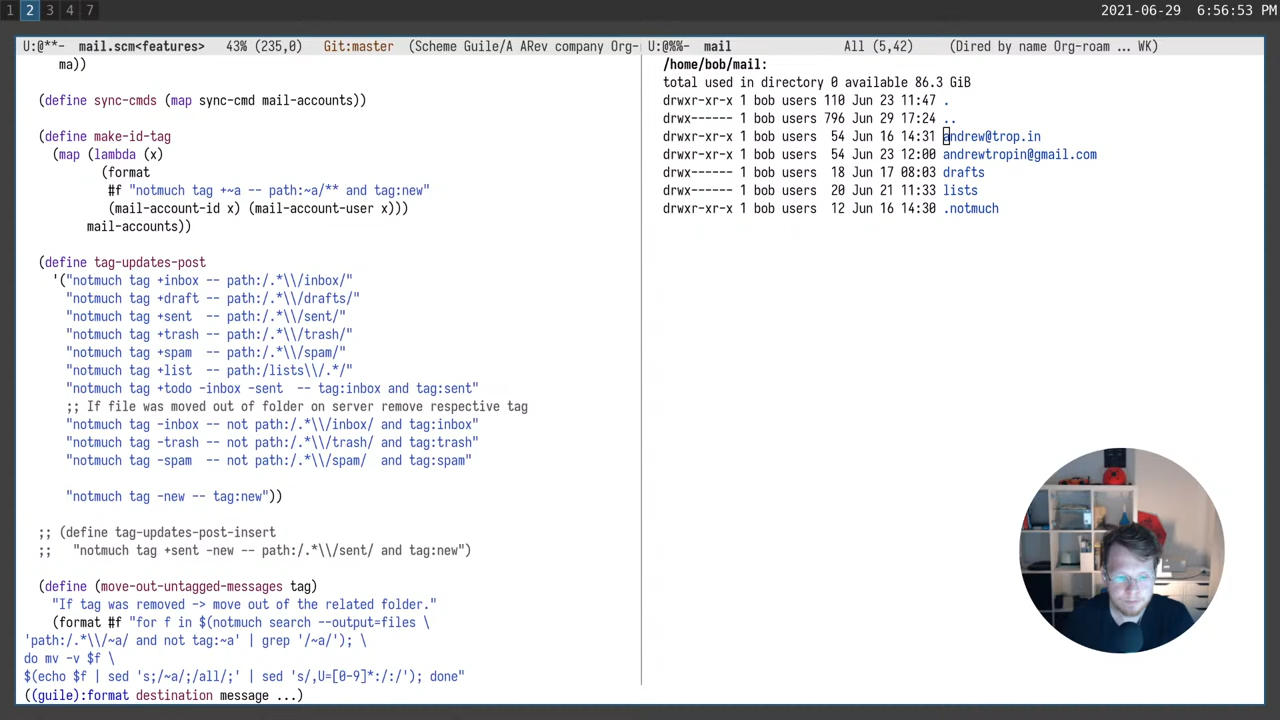 1 2 3 4 7 2021-06-29 6:56:53 PM
U:@**- mail.scm<features> 43% (235,0) Git:master (Scheme Guile/A ARev company Org-
ma))
(define sync-cmds (map sync-cmd mail-accounts))
(define make-id-tag
(map (lambda (x)
(format
#f "notmuch tag +~a -- path:~a/** and tag:new"
(mail-account-id x) (mail-account-user x)))
mail-accounts))
(define tag-updates-post
'("notmuch tag +inbox -- path:/.*\\/inbox/"
"notmuch tag +draft -- path:/.*\\/drafts/"
"notmuch tag +sent -- path:/.*\\/sent/"
"notmuch tag +trash -- path:/.*\\/trash/"
"notmuch tag +spam -- path:/.*\\/spam/"
"notmuch tag +list -- path:/lists\\/.*/"
"notmuch tag +todo -inbox -sent -- tag:inbox and tag:sent"
;; If file was moved out of folder on server remove respective tag
"notmuch tag -inbox -- not path:/.*\\/inbox/ and tag:inbox"
"notmuch tag -trash -- not path:/.*\\/trash/ and tag:trash"
"notmuch tag -spam -- not path:/.*\\/spam/ and tag:spam"
"notmuch tag -new -- tag:new"))
;; (define tag-updates-post-insert
;; "notmuch tag +sent -new -- path:/.*\\/sent/ and tag:new")
(define (move-out-untagged-messages tag)
"If tag was removed -> move out of the related folder."
(format #f "for f in $(notmuch search --output=files \
'path:/.*\\/~a/ and not tag:~a' | grep '/~a/'); \
do mv -v $f \
$(echo $f | sed 's;/~a/;/all/;' | sed 's/,U=[0-9]*:/:/'); done"
((guile):format destination message ...)
U:@%%- mail All (5,42) (Dired by name Org-roam ... WK)
/home/bob/mail:
total used in directory 0 available 86.3 GiB
drwxr-xr-x 1 bob users 110 Jun 23 11:47 .
drwx------ 1 bob users 796 Jun 29 17:24 ..
drwxr-xr-x 1 bob users 54 Jun 16 14:31 andrew@trop.in
drwxr-xr-x 1 bob users 54 Jun 23 12:00 andrewtropin@gmail.com
drwx------ 1 bob users 18 Jun 17 08:03 drafts
drwx------ 1 bob users 20 Jun 21 11:33 lists
drwxr-xr-x 1 bob users 12 Jun 16 14:30 .notmuch